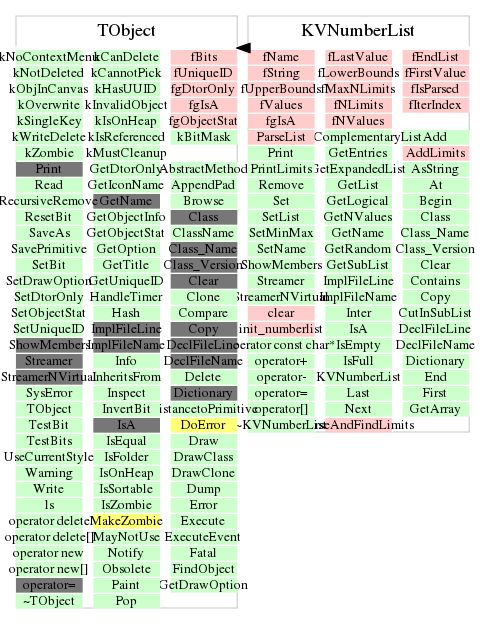 TObject KVNumberList
kNoContextMenu kCanDelete fBits fName fLastValue fEndList
kNotDeleted kCannotPick fUniqueID fString fLowerBounds fFirstValue
kObjInCanvas kHasUUID fgDtorOnly fUpperBounds fMaxNLimits fIsParsed
kOverwrite kInvalidObject fgIsA fValues fNLimits fIterIndex
kSingleKey kIsOnHeap fgObjectStat fgIsA fNValues
kWriteDelete kIsReferenced kBitMask ParseList ComplementaryList Add
kZombie kMustCleanup Print GetEntries AddLimits
Print GetDtorOnly AbstractMethod PrintLimits GetExpandedList AsString
Read GetIconName AppendPad Remove GetList At
RecursiveRemove GetName Browse Set GetLogical Begin
ResetBit GetObjectInfo Class SetList GetNValues Class
SaveAs GetObjectStat ClassName SetMinMax GetName Class_Name
SavePrimitive GetOption Class_Name SetName GetRandom Class_Version
SetBit GetTitle Class_Version ShowMembers GetSubList Clear
SetDrawOption GetUniqueID Clear Streamer ImplFileLine Contains
SetDtorOnly HandleTimer Clone StreamerNVirtual ImplFileName Copy
SetObjectStat Hash Compare clear Inter CutInSubList
SetUniqueID ImplFileLine Copy init_numberlist IsA DeclFileLine
ShowMembers ImplFileName DeclFileLine operator const char* IsEmpty DeclFileName
Streamer Info DeclFileName operator+ IsFull Dictionary
StreamerNVirtual InheritsFrom Delete operator- KVNumberList End
SysError Inspect Dictionary operator= Last First
TObject InvertBit DistancetoPrimitive operator[] Next GetArray
TestBit IsA DoError ~KVNumberList
TestBits IsEqual Draw
UseCurrentStyle IsFolder DrawClass
Warning IsOnHeap DrawClone
Write IsSortable Dump
ls IsZombie Error
operator delete MakeZombie Execute
operator delete[] MayNotUse ExecuteEvent
operator new Notify Fatal
operator new[] Obsolete FindObject
operator= Paint GetDrawOption
~TObject Pop